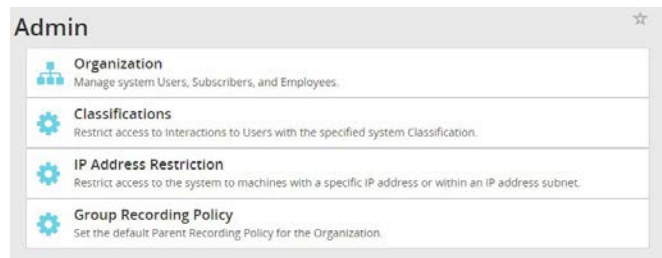 Admin
Organization
Manage system Users, Subscribers, and Employees.
Classifications
Restrict access to Interactions to Users with the specified system Classification.
IP Address Restriction
Restrict access to the system to machines with a specific IP address or within an IP address subnet.
Group Recording Policy
Set the default Parent Recording Policy for the Organization.